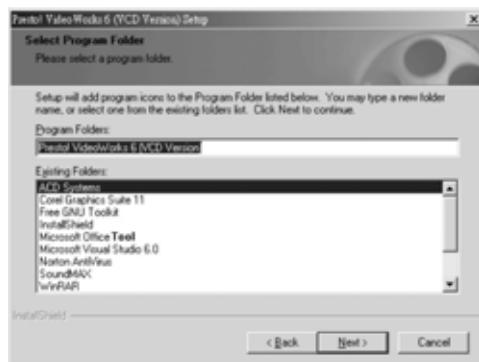 Presto! VideoWorks 6 (VCD Version) Setup
Select Program Folder
Please select a program folder.
Setup will add program icons to the Program Folder listed below. You may type a new folder
name, or select one from the existing folders list. Click Next to continue.
Program Folders:
Presto! VideoWorks 6 (VCD Version
Existing Folders:
ACD Systems
Corel Graphics Suite 11
Free GNU Toolkit
InstallShield
Microsoft Office Tool
Microsoft Visual Studio 6.0
Norton AntiVirus
SoundMAX
WinRAR
InstallShield
< Back
Next >
Cancel